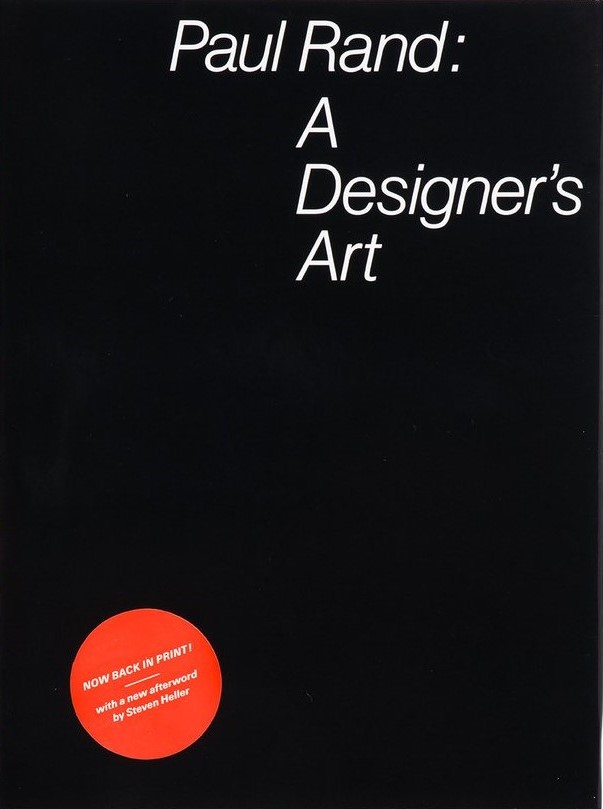 Paul Rand:
A
Designer's
Art
NOW BACK IN PRINT!
with a new afterword
by Steven Heller